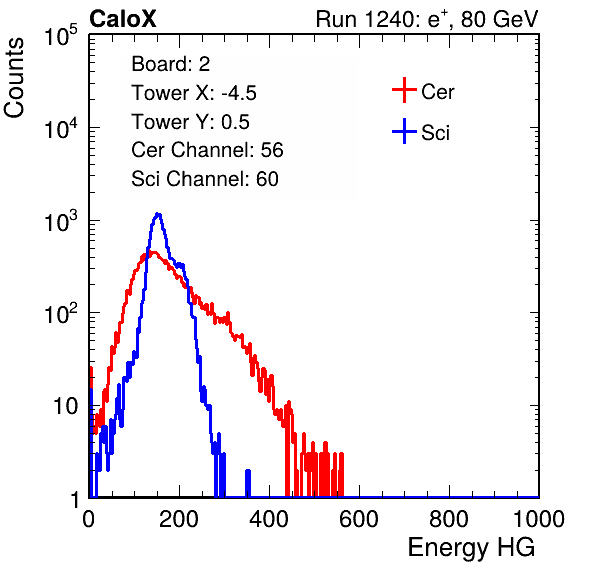 CaloX Run 1240: e⁺, 80 GeV
Counts
10⁵
10⁴
10³
10²
10
1
Board: 2
Tower X: -4.5
Tower Y: 0.5
Cer Channel: 56
Sci Channel: 60
Cer
Sci
0 200 400 600 800 1000
Energy HG